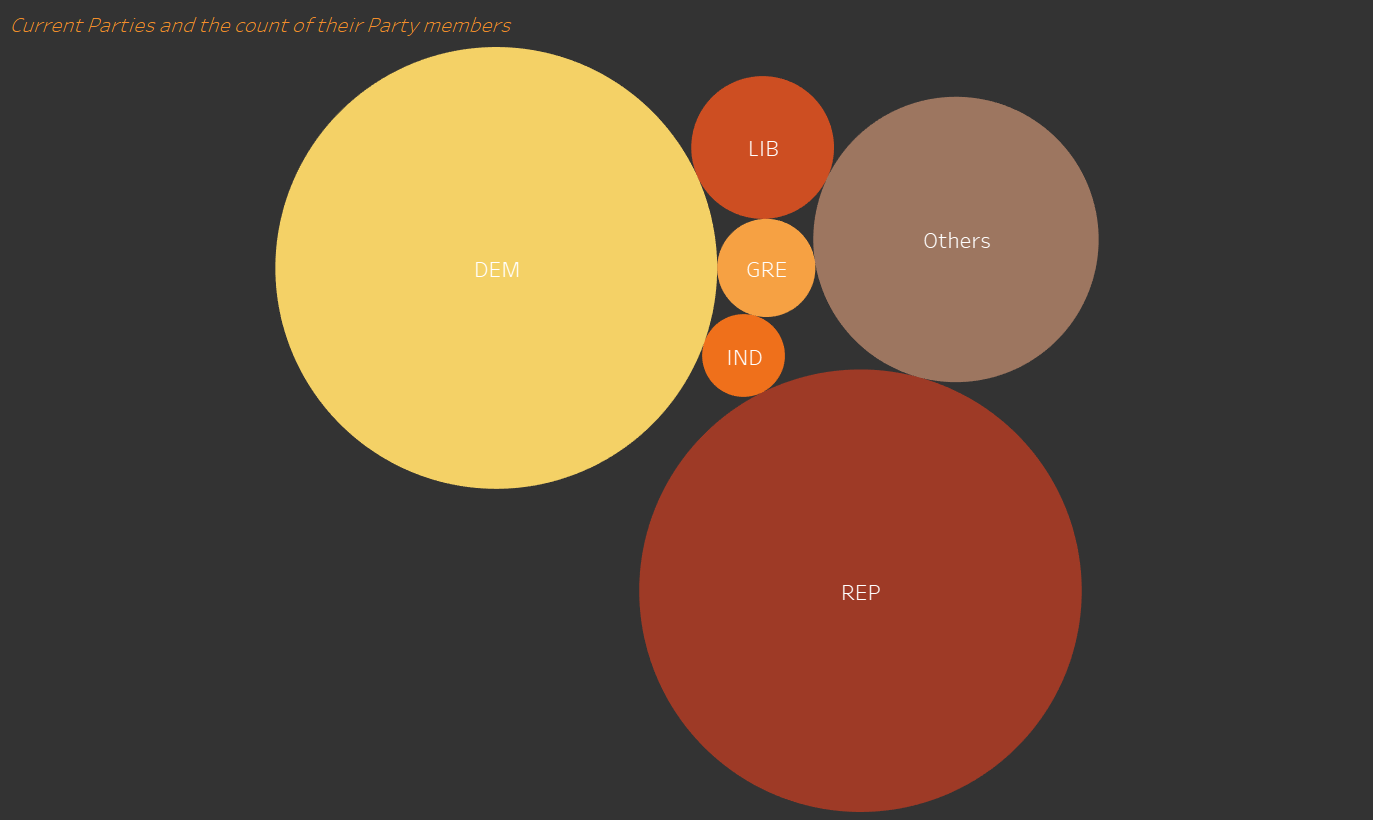 Current Parties and the count of their Party members
LIB
Others
DEM
GRE
IND
REP